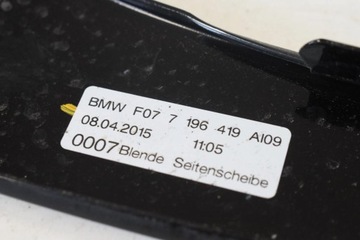 BMW F07 7 196 419 AI09
08.04.2015 11:05
0007 Blende Seitenscheibe